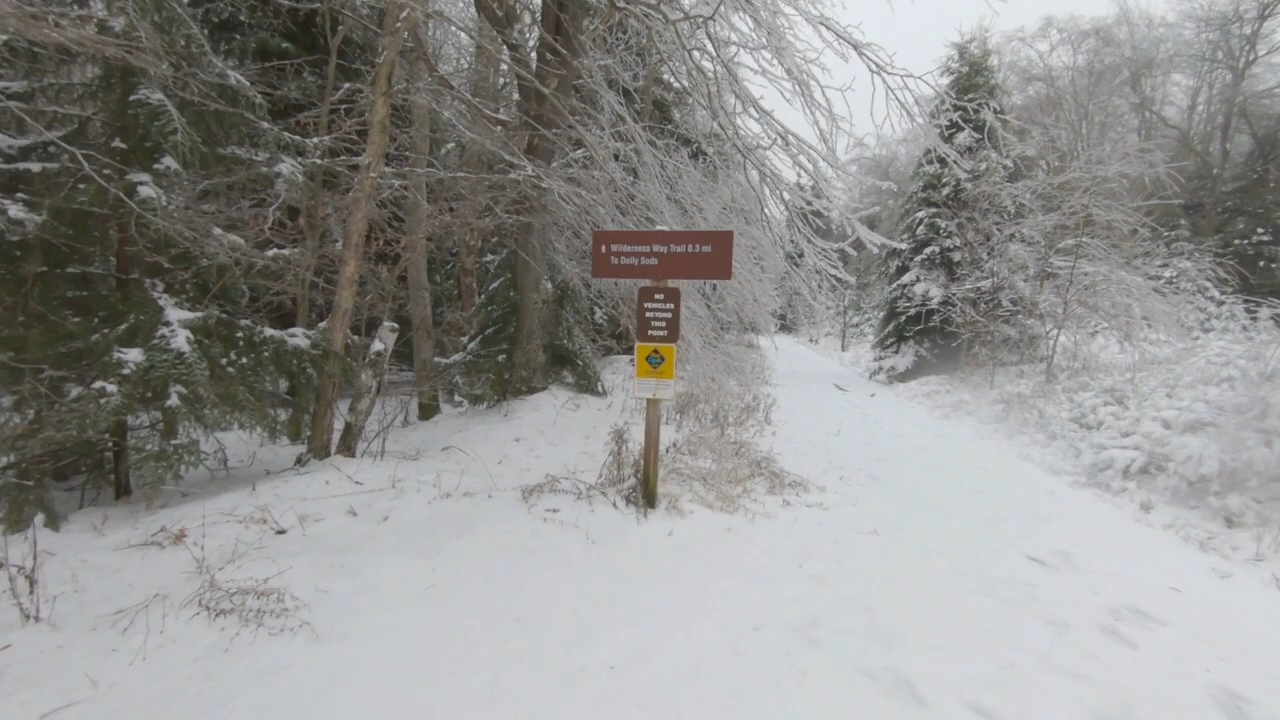 Wilderness Way Trail 0.3 mi
To Dolly Sods
NO
VEHICLES
BEYOND
THIS
POINT